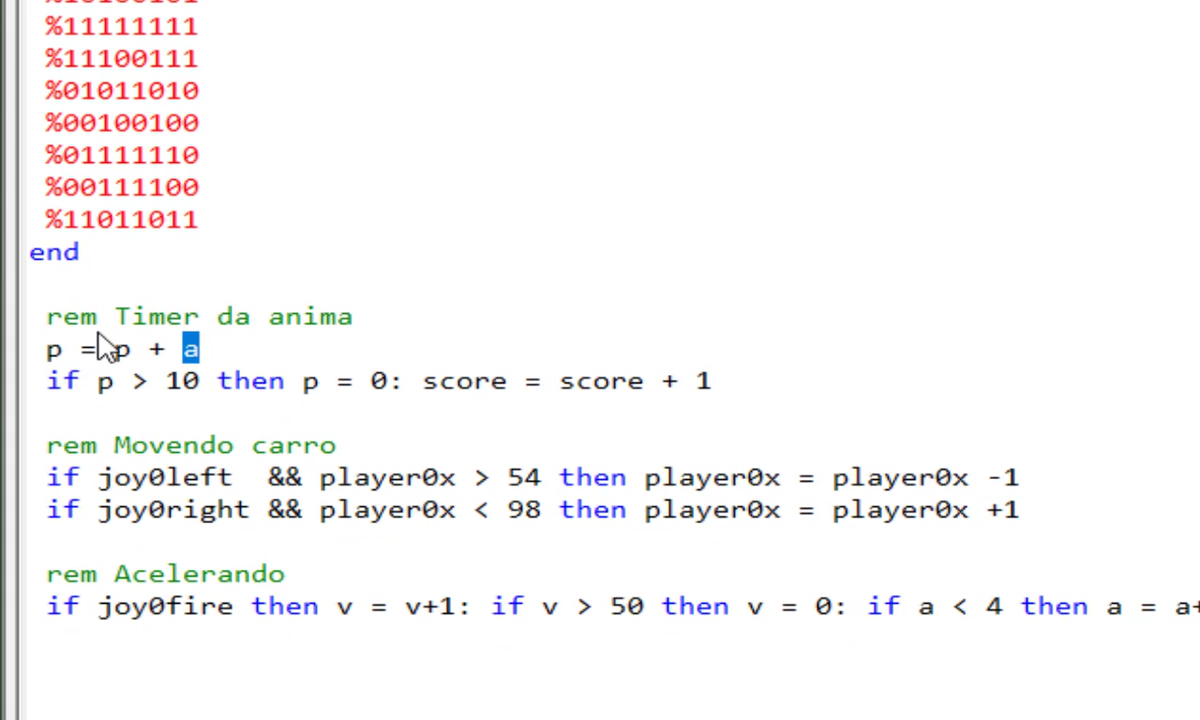 %11111111
%11100111
%01011010
%00100100
%01111110
%00111100
%11011011
end
rem Timer da anima
p = p + a
if p > 10 then p = 0: score = score + 1
rem Movendo carro
if joy0left  && player0x > 54 then player0x = player0x -1
if joy0right && player0x < 98 then player0x = player0x +1
rem Acelerando
if joy0fire then v = v+1: if v > 50 then v = 0: if a < 4 then a = a+